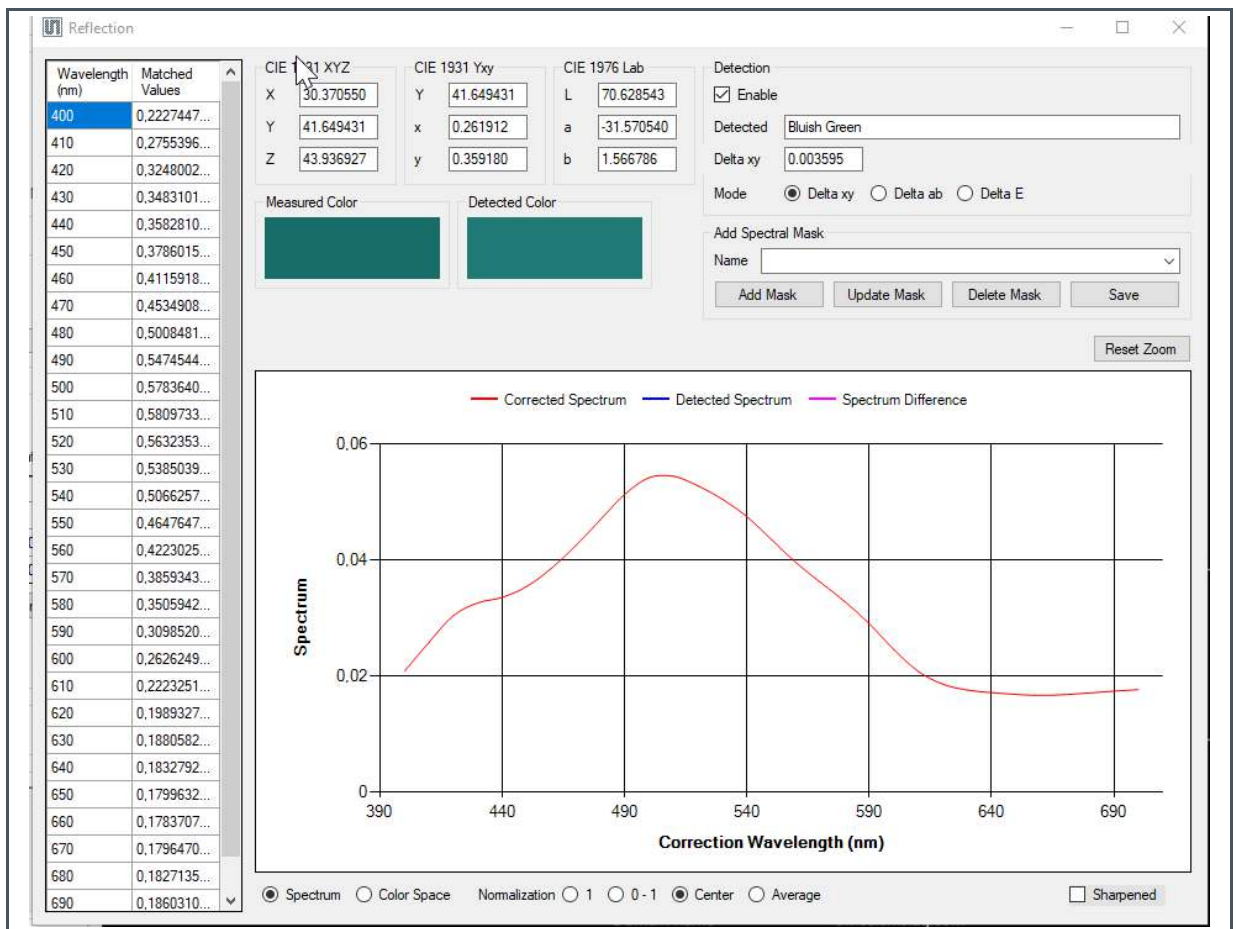 Reflection
Wavelength (nm) Matched Values
400 0,2227447...
410 0,2755396...
420 0,3248002...
430 0,3483101...
440 0,3582810...
450 0,3786015...
460 0,4115918...
470 0,4534908...
480 0,5008481...
490 0,5474544...
500 0,5783640...
510 0,5809733...
520 0,5632353...
530 0,5385039...
540 0,5066257...
550 0,4647647...
560 0,4223025...
570 0,3859343...
580 0,3505942...
590 0,3098520...
600 0,2626249...
610 0,2223251...
620 0,1989327...
630 0,1880582...
640 0,1832792...
650 0,1799632...
660 0,1783707...
670 0,1796470...
680 0,1827135...
690 0,1860310...
CIE 1931 XYZ
X 30.370550
Y 41.649431
Z 43.936927
CIE 1931 Yxy
Y 41.649431
x 0.261912
y 0.359180
CIE 1976 Lab
L 70.628543
a -31.570540
b 1.566786
Measured Color
Detected Color
Detection
Enable
Detected Bluish Green
Delta xy 0.003595
Mode Delta xy Delta ab Delta E
Add Spectral Mask
Name
Add Mask Update Mask Delete Mask Save
Reset Zoom
Corrected Spectrum Detected Spectrum Spectrum Difference
0.06
0.04
0.02
0
Spectrum
390 440 490 540 590 640 690
Correction Wavelength (nm)
Spectrum Color Space Normalization 1 0 - 1 Center Average Sharpened